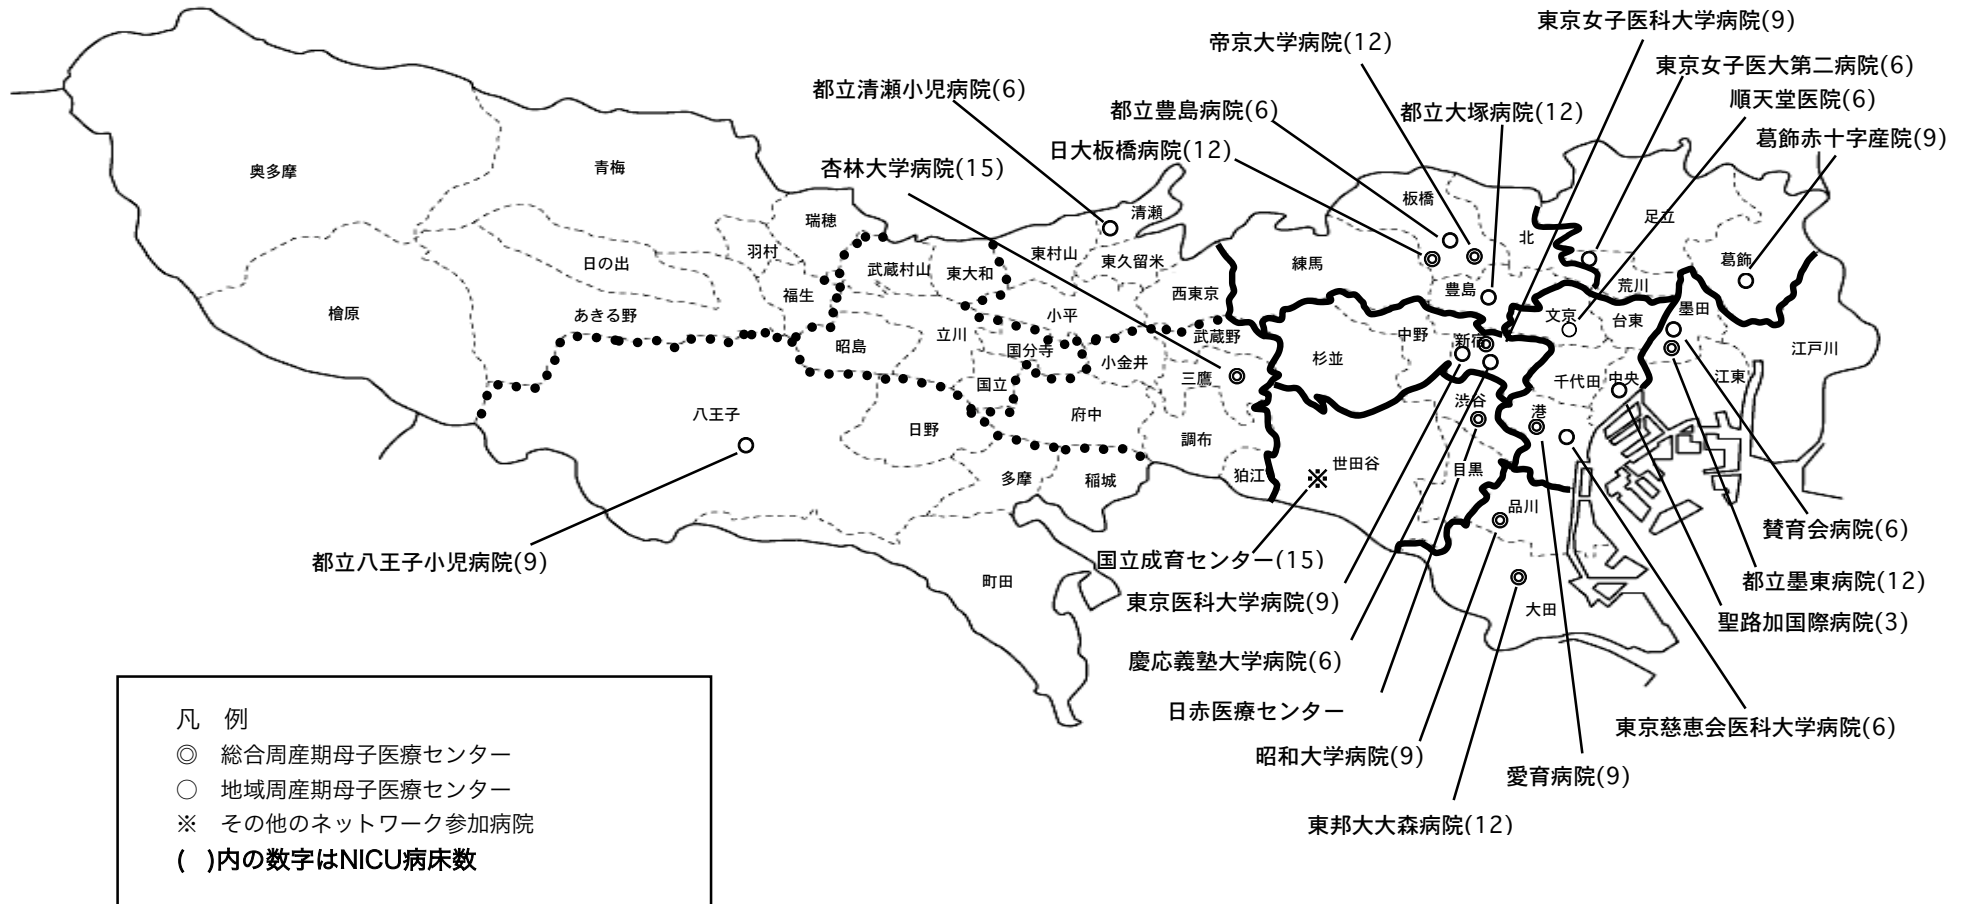 東京女子医科大学病院(9)
帝京大学病院(12)
東京女子医大第二病院(6)
都立清瀬小児病院(6)
順天堂医院(6)
都立豊島病院(6)
都立大塚病院(12)
葛飾赤十字産院(9)
日大板橋病院(12)
杏林大学病院(15)
奥多摩
青梅
瑞穂
清瀬
板橋
足立
羽村
日の出
武蔵村山
東大和
東村山
東久留米
練馬
北
葛飾
福生
西東京
豊島
荒川
檜原
あきる野
小平
文京
台東
墨田
昭島
立川
国分寺
武蔵野
中野
新宿
江戸川
小金井
杉並
国立
三鷹
千代田
中央
江東
八王子
日野
府中
渋谷
港
調布
多摩
稲城
狛江
世田谷
※
目黒
品川
賛育会病院(6)
都立八王子小児病院(9)
国立成育センター(15)
町田
都立墨東病院(12)
東京医科大学病院(9)
大田
聖路加国際病院(3)
慶応義塾大学病院(6)
日赤医療センター
東京慈恵会医科大学病院(6)
昭和大学病院(9)
愛育病院(9)
東邦大大森病院(12)
凡 例
◎ 総合周産期母子医療センター
○ 地域周産期母子医療センター
※ その他のネットワーク参加病院
( )内の数字はNICU病床数